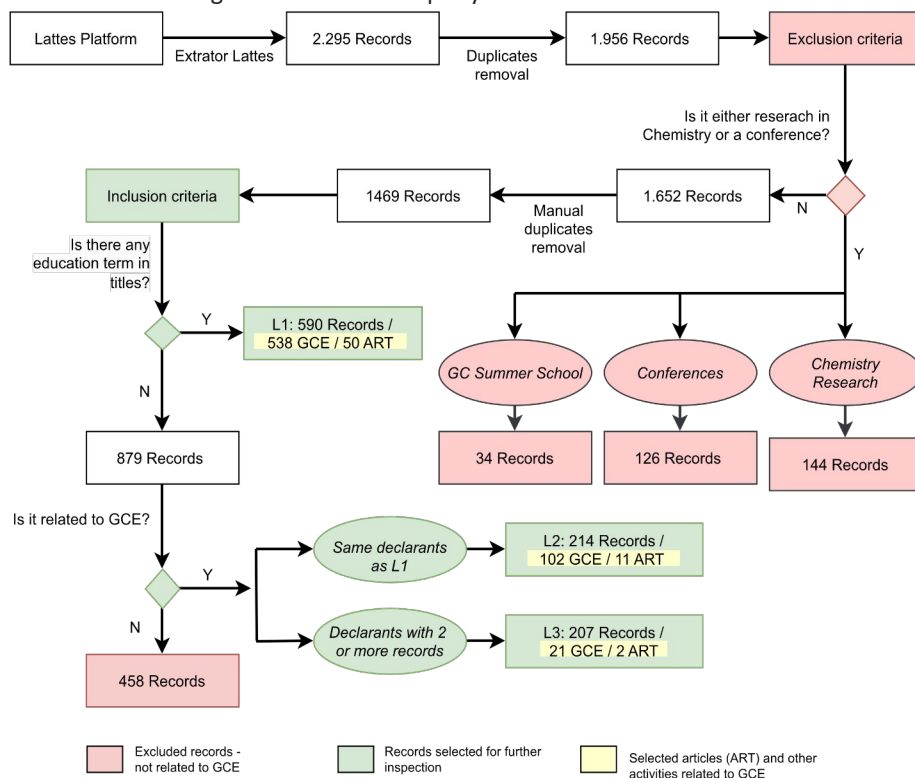 Lattes Platform
Extrator Lattes
2.295 Records
Duplicates
removal
1.956 Records
Exclusion criteria
Is it either reserach in
Chemistry or a conference?
N
Y
1.652 Records
Manual
duplicates
removal
1469 Records
Inclusion criteria
Is there any
education term in
titles?
Y
L1: 590 Records /
538 GCE / 50 ART
N
GC Summer School
Conferences
Chemistry
Research
34 Records
126 Records
144 Records
879 Records
Is it related to GCE?
Y
Same declarants
as L1
L2: 214 Records /
102 GCE / 11 ART
N
Declarants with 2
or more records
L3: 207 Records /
21 GCE / 2 ART
458 Records
Excluded records -
not related to GCE
Records selected for further
inspection
Selected articles (ART) and other
activities related to GCE